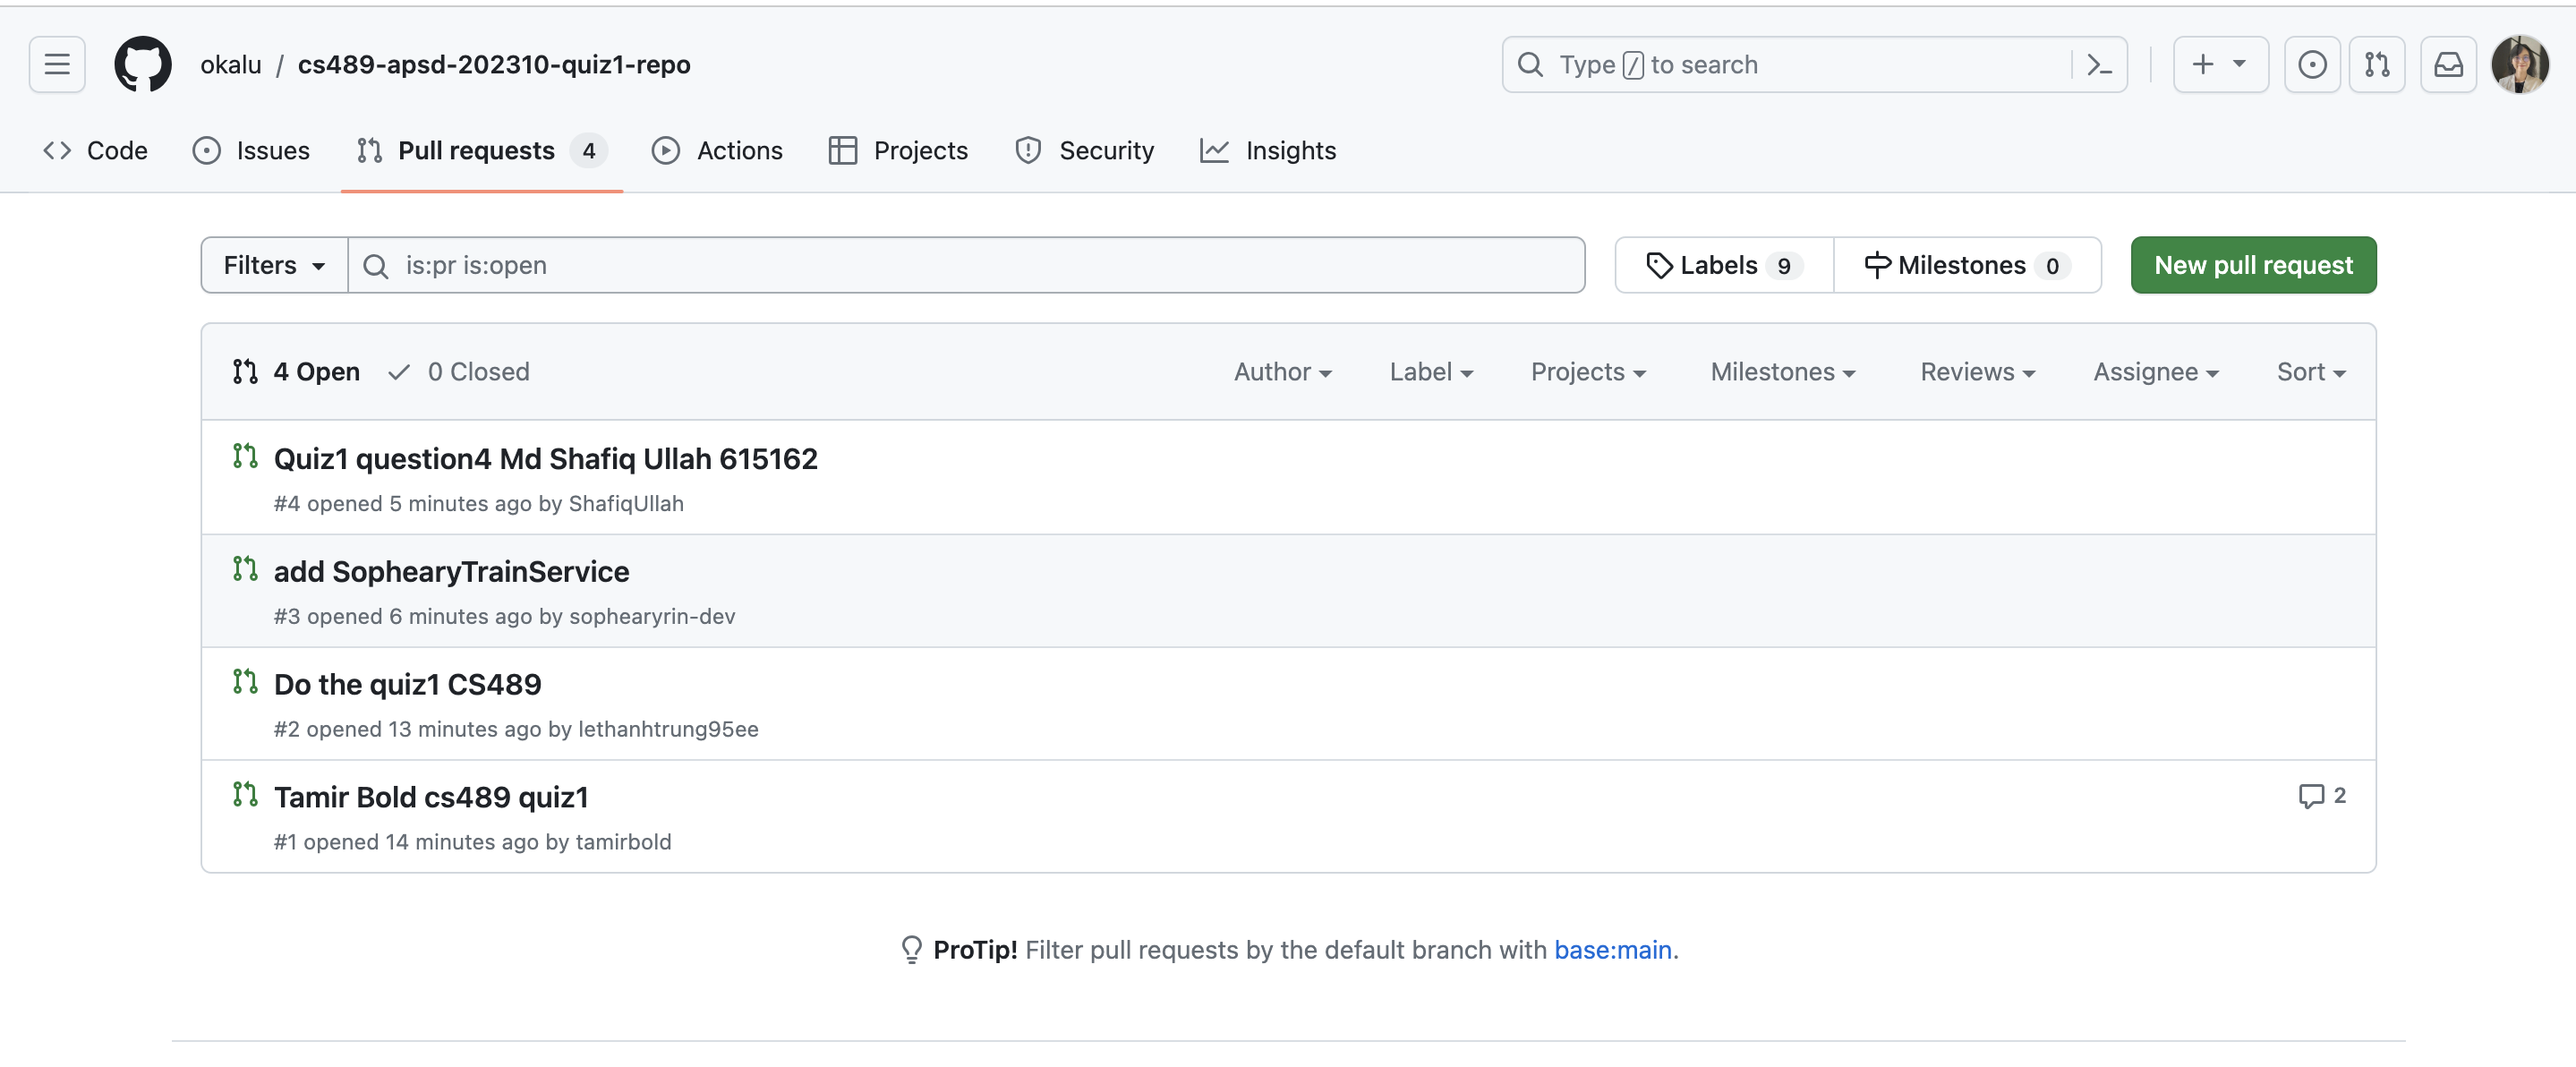 okalu / cs489-apsd-202310-quiz1-repo
Type / to search
Code Issues Pull requests 4 Actions Projects Security Insights
Filters is:pr is:open Labels 9 Milestones 0 New pull request
4 Open 0 Closed Author Label Projects Milestones Reviews Assignee Sort
Quiz1 question4 Md Shafiq Ullah 615162
#4 opened 5 minutes ago by ShafiqUllah
add SophearyTrainService
#3 opened 6 minutes ago by sophearyrin-dev
Do the quiz1 CS489
#2 opened 13 minutes ago by lethanhtrung95ee
Tamir Bold cs489 quiz1 2
#1 opened 14 minutes ago by tamirbold
ProTip! Filter pull requests by the default branch with base:main.